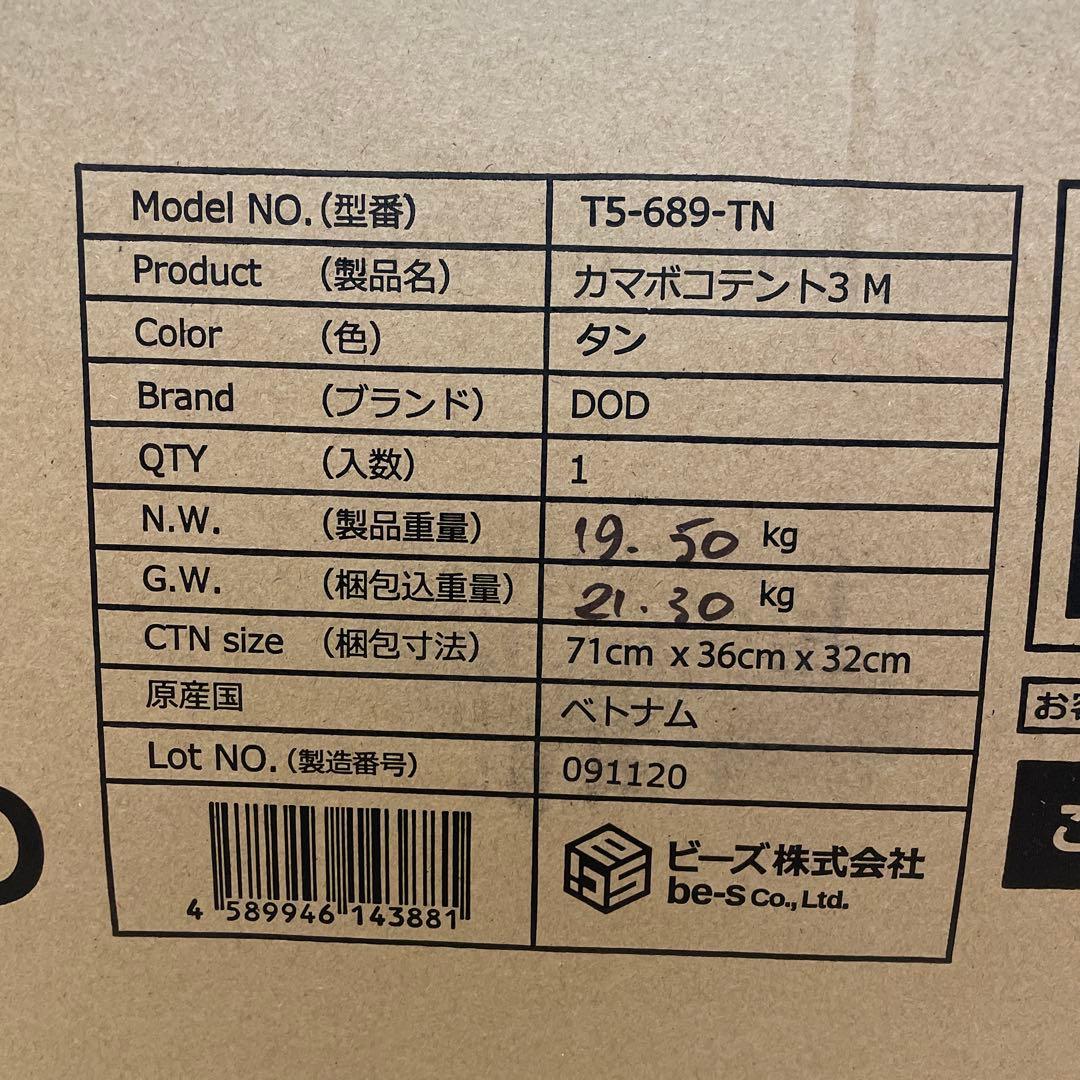 Model NO.(型番) T5-689-TN
Product (製品名) カマボコテント3 M
Color (色) タン
Brand (ブランド) DOD
QTY (入数) 1
N.W. (製品重量) 19.50 kg
G.W. (梱包込重量) 21.30 kg
CTN size (梱包寸法) 71cm x 36cm x 32cm
原産国 ベトナム
Lot NO.(製造番号) 091120
4 589946 143881
ビーズ株式会社
be-s Co., Ltd.
お